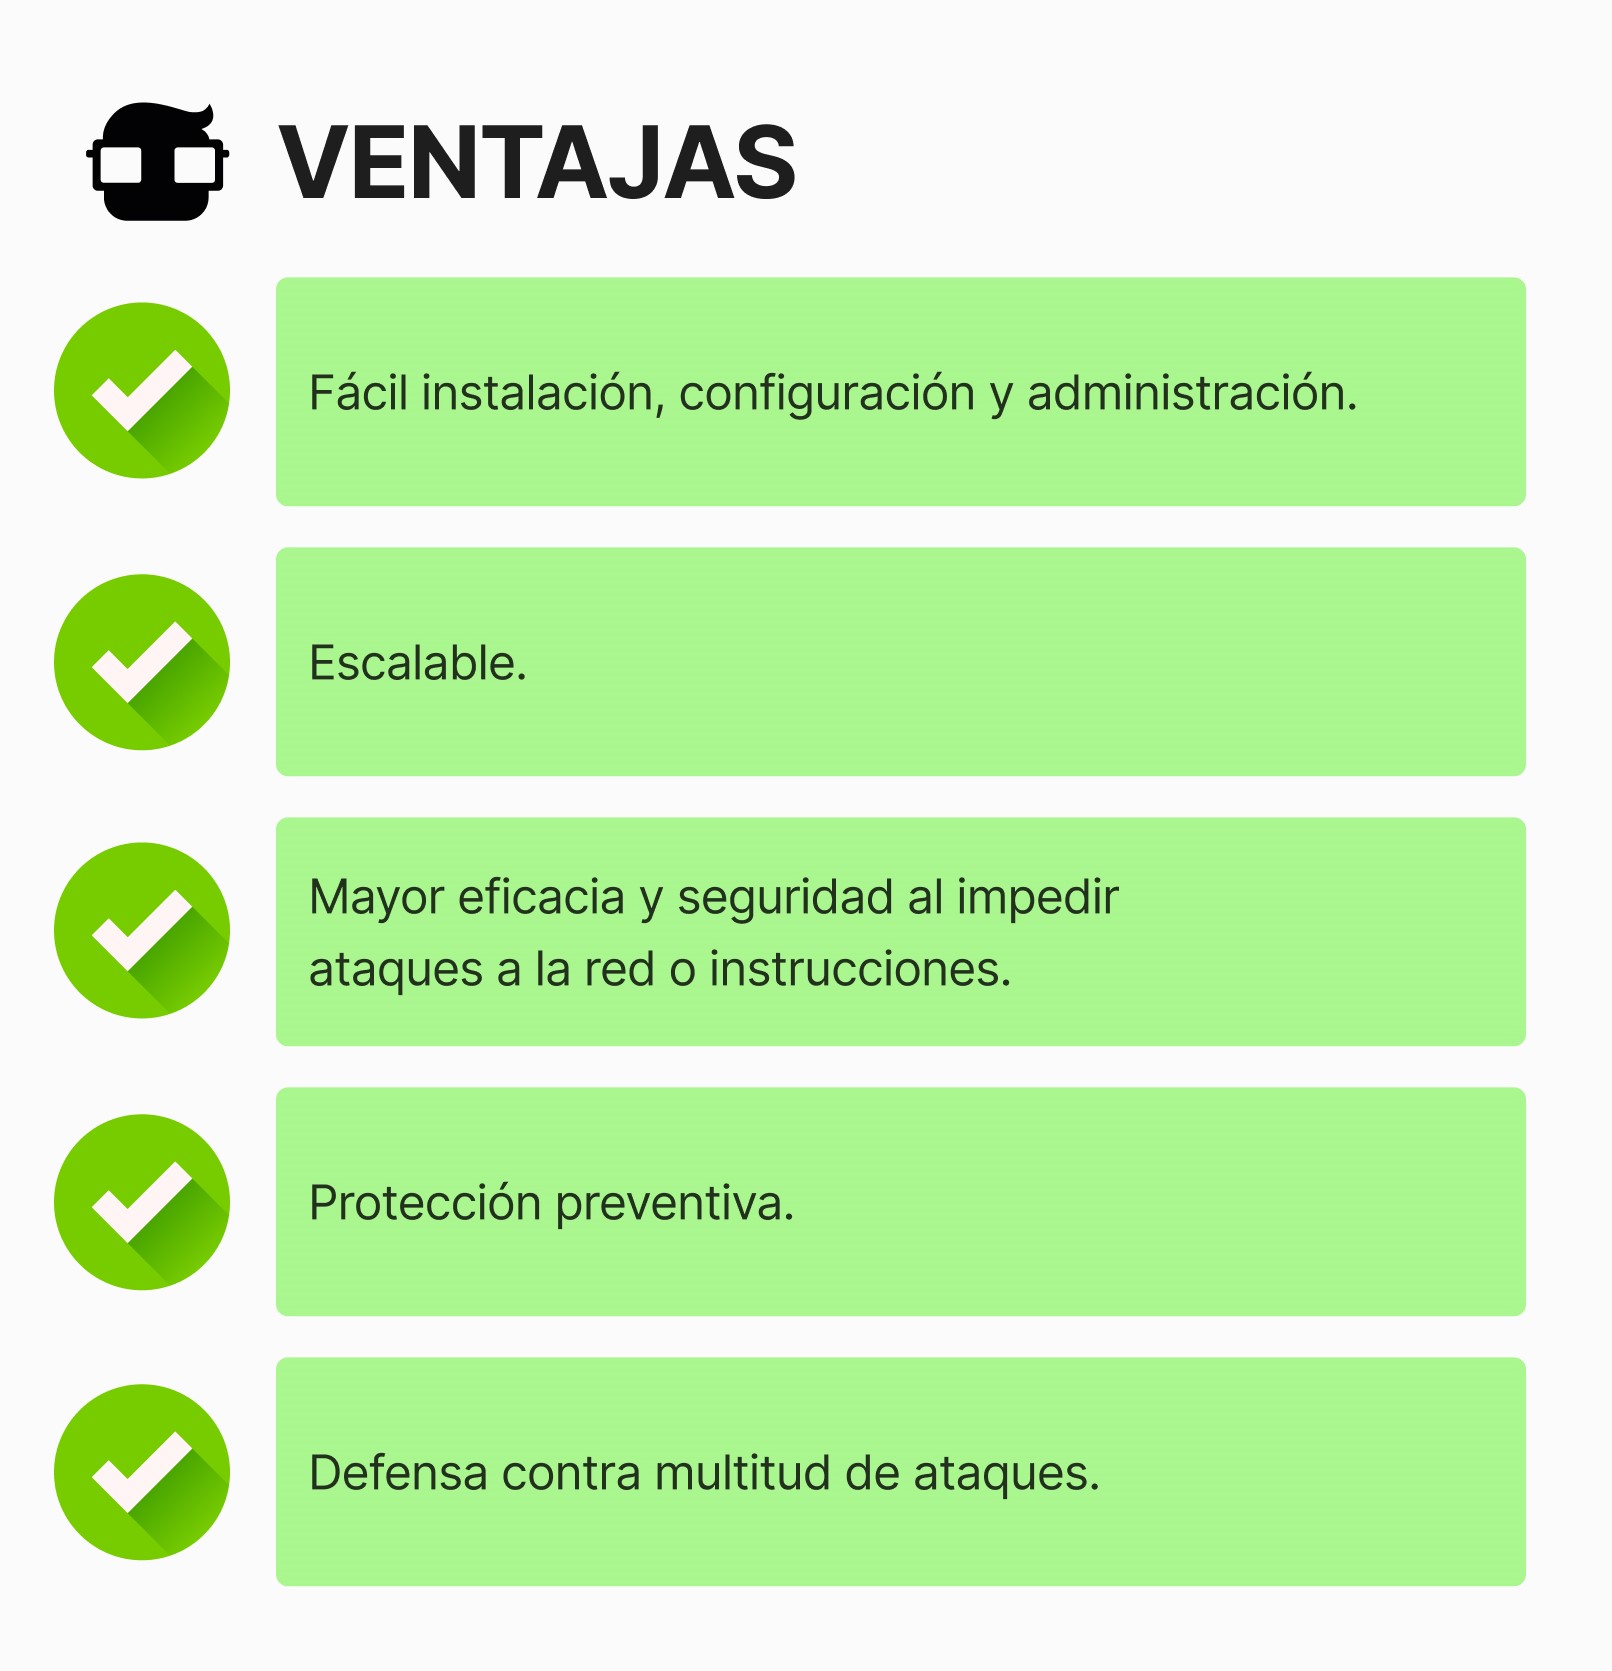 VENTAJAS
Fácil instalación, configuración y administración.
Escalable.
Mayor eficacia y seguridad al impedir
ataques a la red o instrucciones.
Protección preventiva.
Defensa contra multitud de ataques.